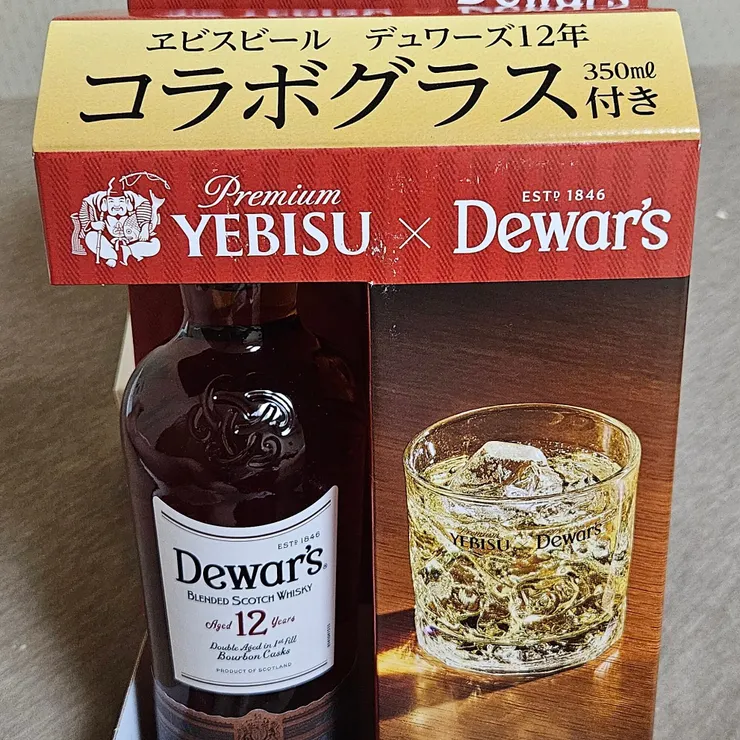 Dewar's
ヱビスビール デュワーズ12年
コラボグラス 350mℓ 付き
Premium
YEBISU × Dewar's
ESTD 1846
ESTD 1846
Dewar's
BLENDED SCOTCH WHISKY
Aged 12 Years
Double Aged in 1st fill
Bourbon Casks
PRODUCT OF SCOTLAND
YEBISU Dewar's